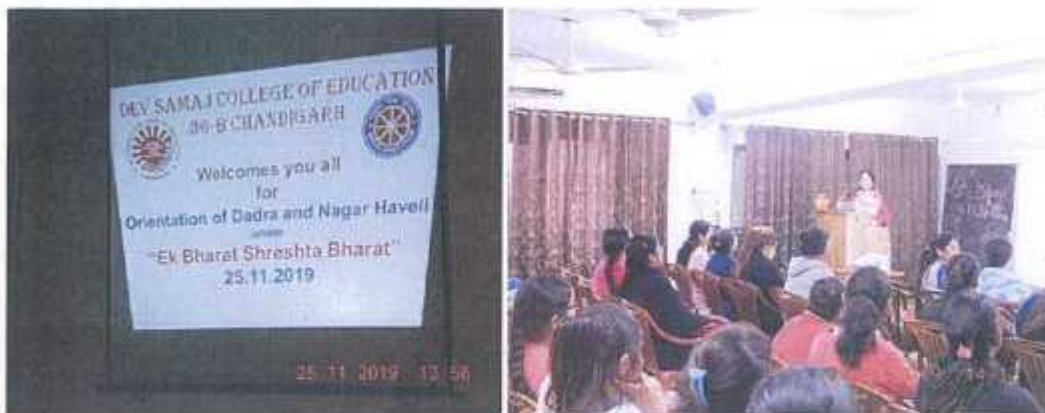 DEV SAMAJ COLLEGE OF EDUCATION
36-B CHANDIGARH
Welcomes you all
for
Orientation of Dadra and Nagar Haveli
under
"Ek Bharat Shreshta Bharat"
25.11.2019
25 11 2019 13 56